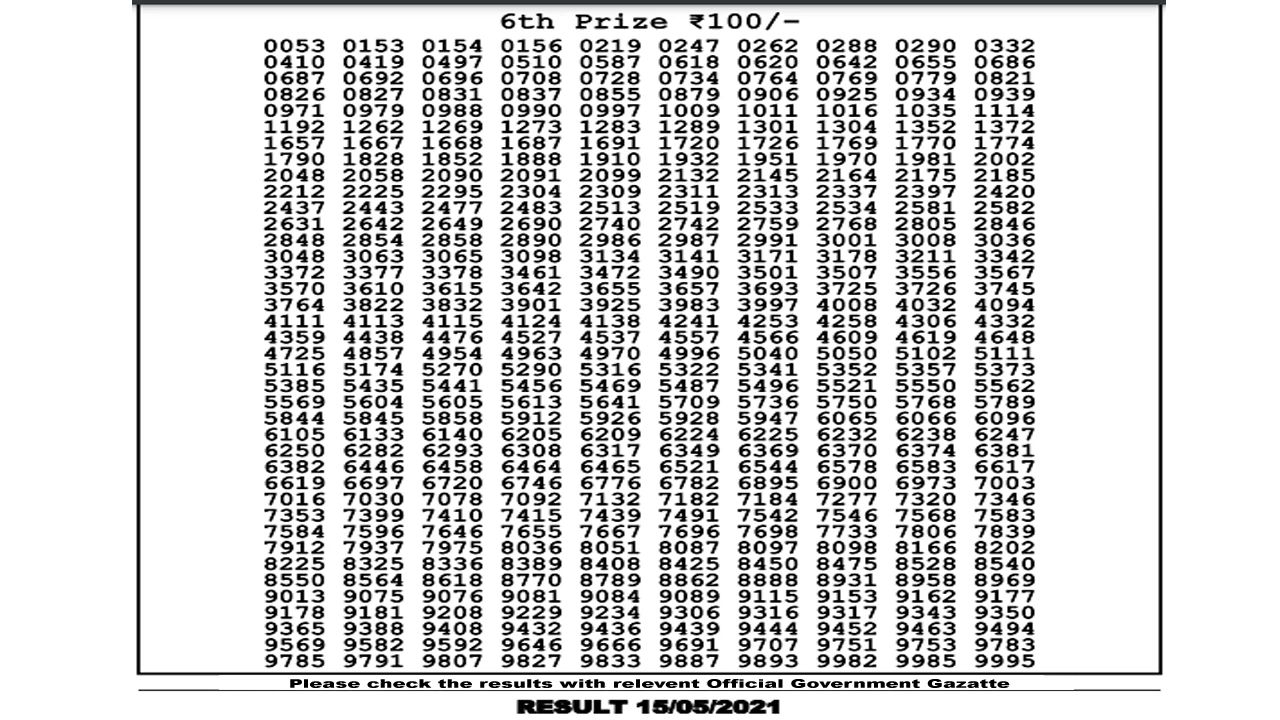 6th Prize ₹100/-
0053 0153 0154 0156 0219 0247 0262 0288 0290 0332
0410 0419 0497 0510 0587 0618 0620 0642 0655 0686
0687 0692 0696 0708 0728 0734 0764 0769 0779 0821
0826 0827 0831 0837 0855 0879 0906 0925 0934 0939
0971 0979 0988 0990 0997 1009 1011 1016 1035 1114
1192 1262 1269 1273 1283 1289 1301 1304 1352 1372
1657 1667 1668 1687 1691 1720 1726 1769 1770 1774
1790 1828 1852 1888 1910 1932 1951 1970 1981 2002
2048 2058 2090 2091 2099 2132 2145 2164 2175 2185
2212 2225 2295 2304 2309 2311 2313 2337 2397 2420
2437 2443 2477 2483 2513 2519 2533 2534 2581 2582
2631 2642 2649 2690 2740 2742 2759 2768 2805 2846
2848 2854 2858 2890 2986 2987 2991 3001 3008 3036
3048 3063 3065 3098 3134 3141 3171 3178 3211 3342
3372 3377 3378 3461 3472 3490 3501 3507 3556 3567
3570 3610 3615 3642 3655 3657 3693 3725 3726 3745
3764 3822 3832 3901 3925 3983 3997 4008 4032 4094
4111 4113 4115 4124 4138 4241 4253 4258 4306 4332
4359 4438 4476 4527 4537 4557 4566 4609 4619 4648
4725 4857 4954 4963 4970 4996 5040 5050 5102 5111
5116 5174 5270 5290 5316 5322 5341 5352 5357 5373
5385 5435 5441 5456 5469 5487 5496 5521 5550 5562
5569 5604 5605 5613 5641 5709 5736 5750 5768 5789
5844 5845 5858 5912 5926 5928 5947 6065 6066 6096
6105 6133 6140 6205 6209 6224 6225 6232 6238 6247
6250 6282 6293 6308 6317 6349 6369 6370 6374 6381
6382 6446 6458 6464 6465 6521 6544 6578 6583 6617
6619 6697 6720 6746 6776 6782 6895 6900 6973 7003
7016 7030 7078 7092 7132 7182 7184 7277 7320 7346
7353 7399 7410 7415 7439 7491 7542 7546 7568 7583
7584 7596 7646 7655 7667 7696 7698 7733 7806 7839
7912 7937 7975 8036 8051 8087 8097 8098 8166 8202
8225 8325 8336 8389 8408 8425 8450 8475 8528 8540
8550 8564 8618 8770 8789 8862 8888 8931 8958 8969
9013 9075 9076 9081 9084 9089 9115 9153 9162 9177
9178 9181 9208 9229 9234 9306 9316 9317 9343 9350
9365 9388 9408 9432 9436 9439 9444 9452 9463 9494
9569 9582 9592 9646 9666 9691 9707 9751 9753 9783
9785 9791 9807 9827 9833 9887 9893 9982 9985 9995
Please check the results with relevent Official Government Gazatte
RESULT 15/05/2021